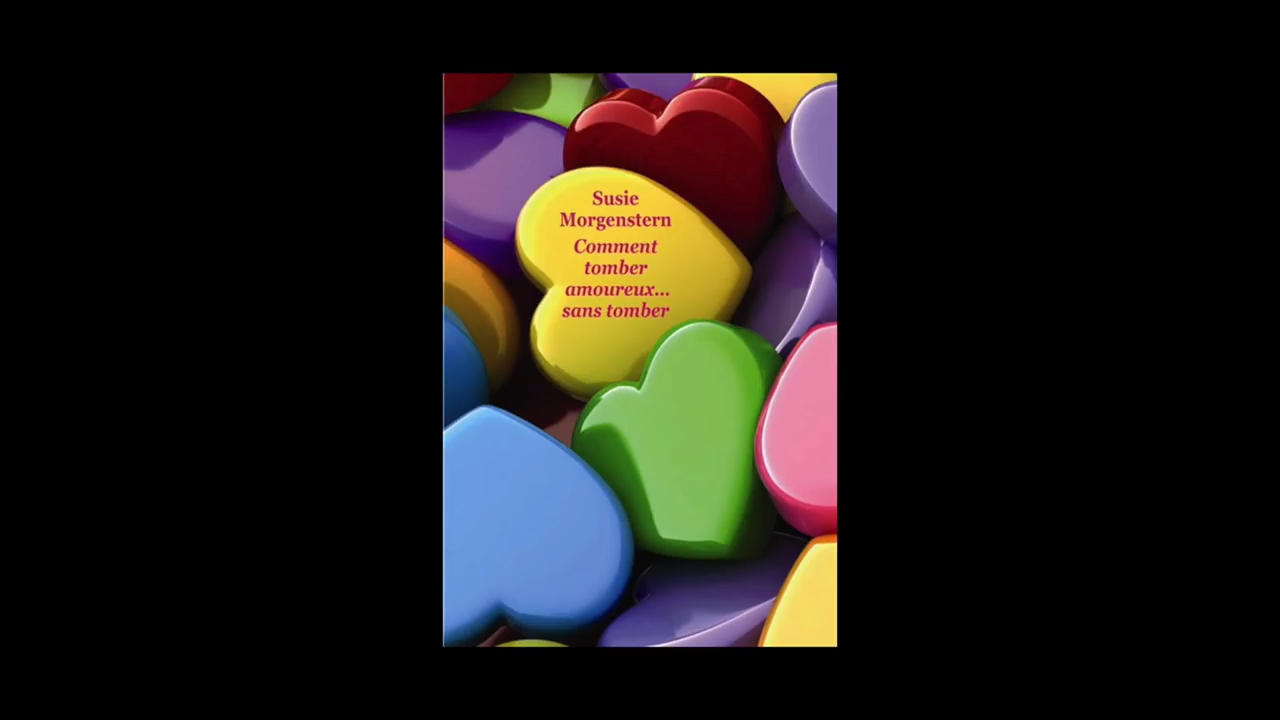 Susie
Morgenstern
Comment
tomber
amoureux...
sans tomber